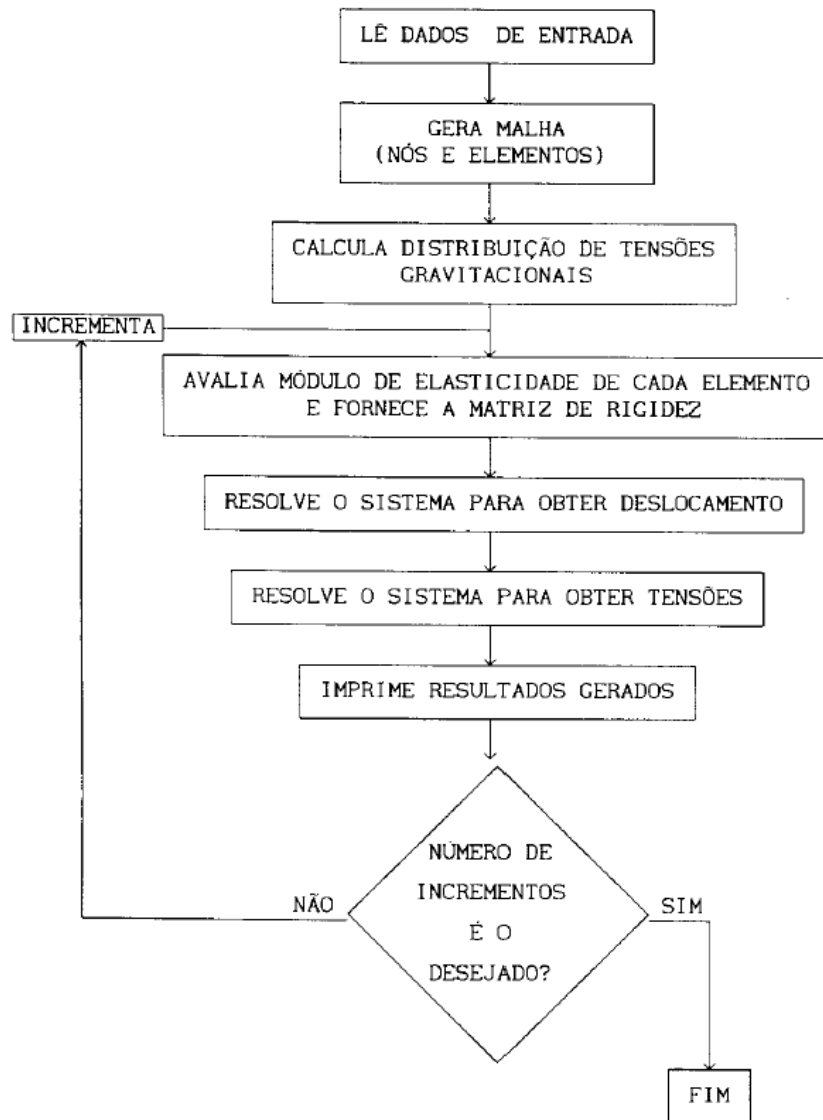 LÊ DADOS DE ENTRADA
GERA MALHA
(NÓS E ELEMENTOS)
CALCULA DISTRIBUIÇÃO DE TENSÕES
GRAVITACIONAIS
INCREMENTA
AVALIA MÓDULO DE ELASTICIDADE DE CADA ELEMENTO
E FORNECE A MATRIZ DE RIGIDEZ
RESOLVE O SISTEMA PARA OBTER DESLOCAMENTO
RESOLVE O SISTEMA PARA OBTER TENSÕES
IMPRIME RESULTADOS GERADOS
NÚMERO DE
INCREMENTOS
É O
DESEJADO?
NÃO
SIM
FIM